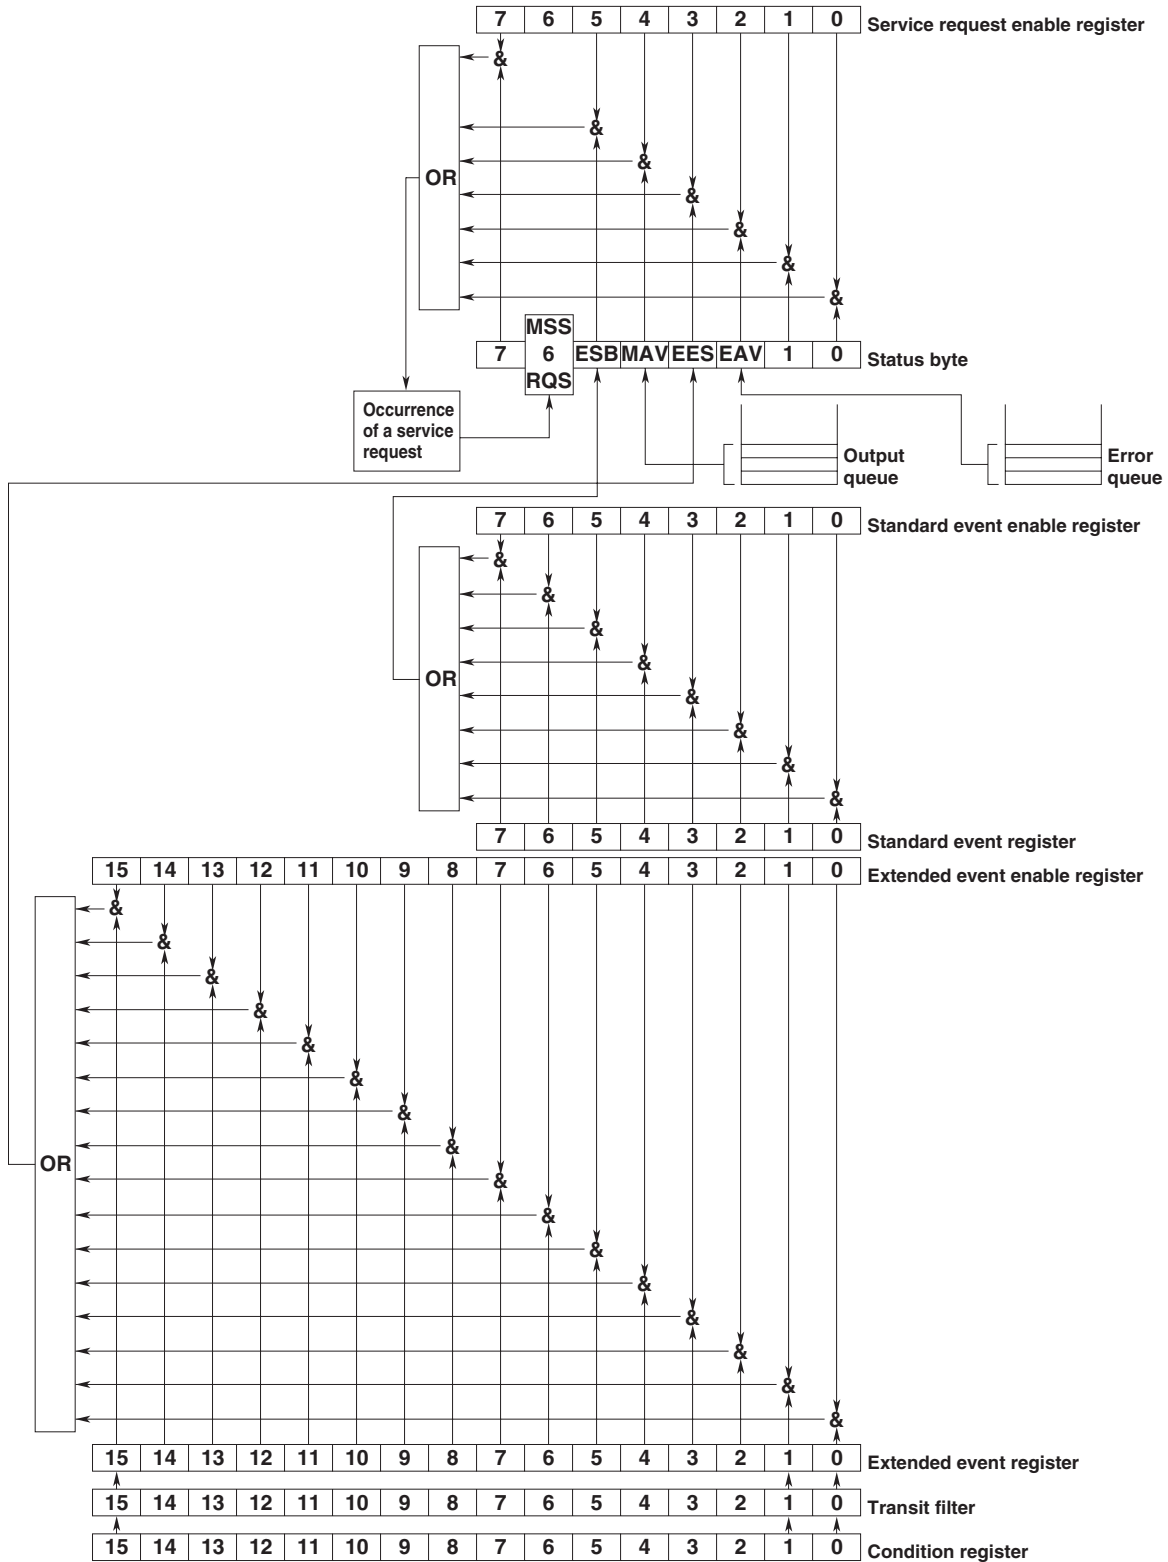 7 6 5 4 3 2 1 0 Service request enable register
&
&
&
OR
&
&
&
&
MSS
7 6 ESB MAV EES EAV 1 0 Status byte
RQS
Occurrence
of a service
request
Output
queue
Error
queue
7 6 5 4 3 2 1 0 Standard event enable register
&
&
&
&
OR
&
&
&
&
7 6 5 4 3 2 1 0 Standard event register
15 14 13 12 11 10 9 8 7 6 5 4 3 2 1 0 Extended event enable register
&
&
&
&
&
&
&
&
OR
&
&
&
&
&
&
&
&
15 14 13 12 11 10 9 8 7 6 5 4 3 2 1 0 Extended event register
15 14 13 12 11 10 9 8 7 6 5 4 3 2 1 0 Transit filter
15 14 13 12 11 10 9 8 7 6 5 4 3 2 1 0 Condition register